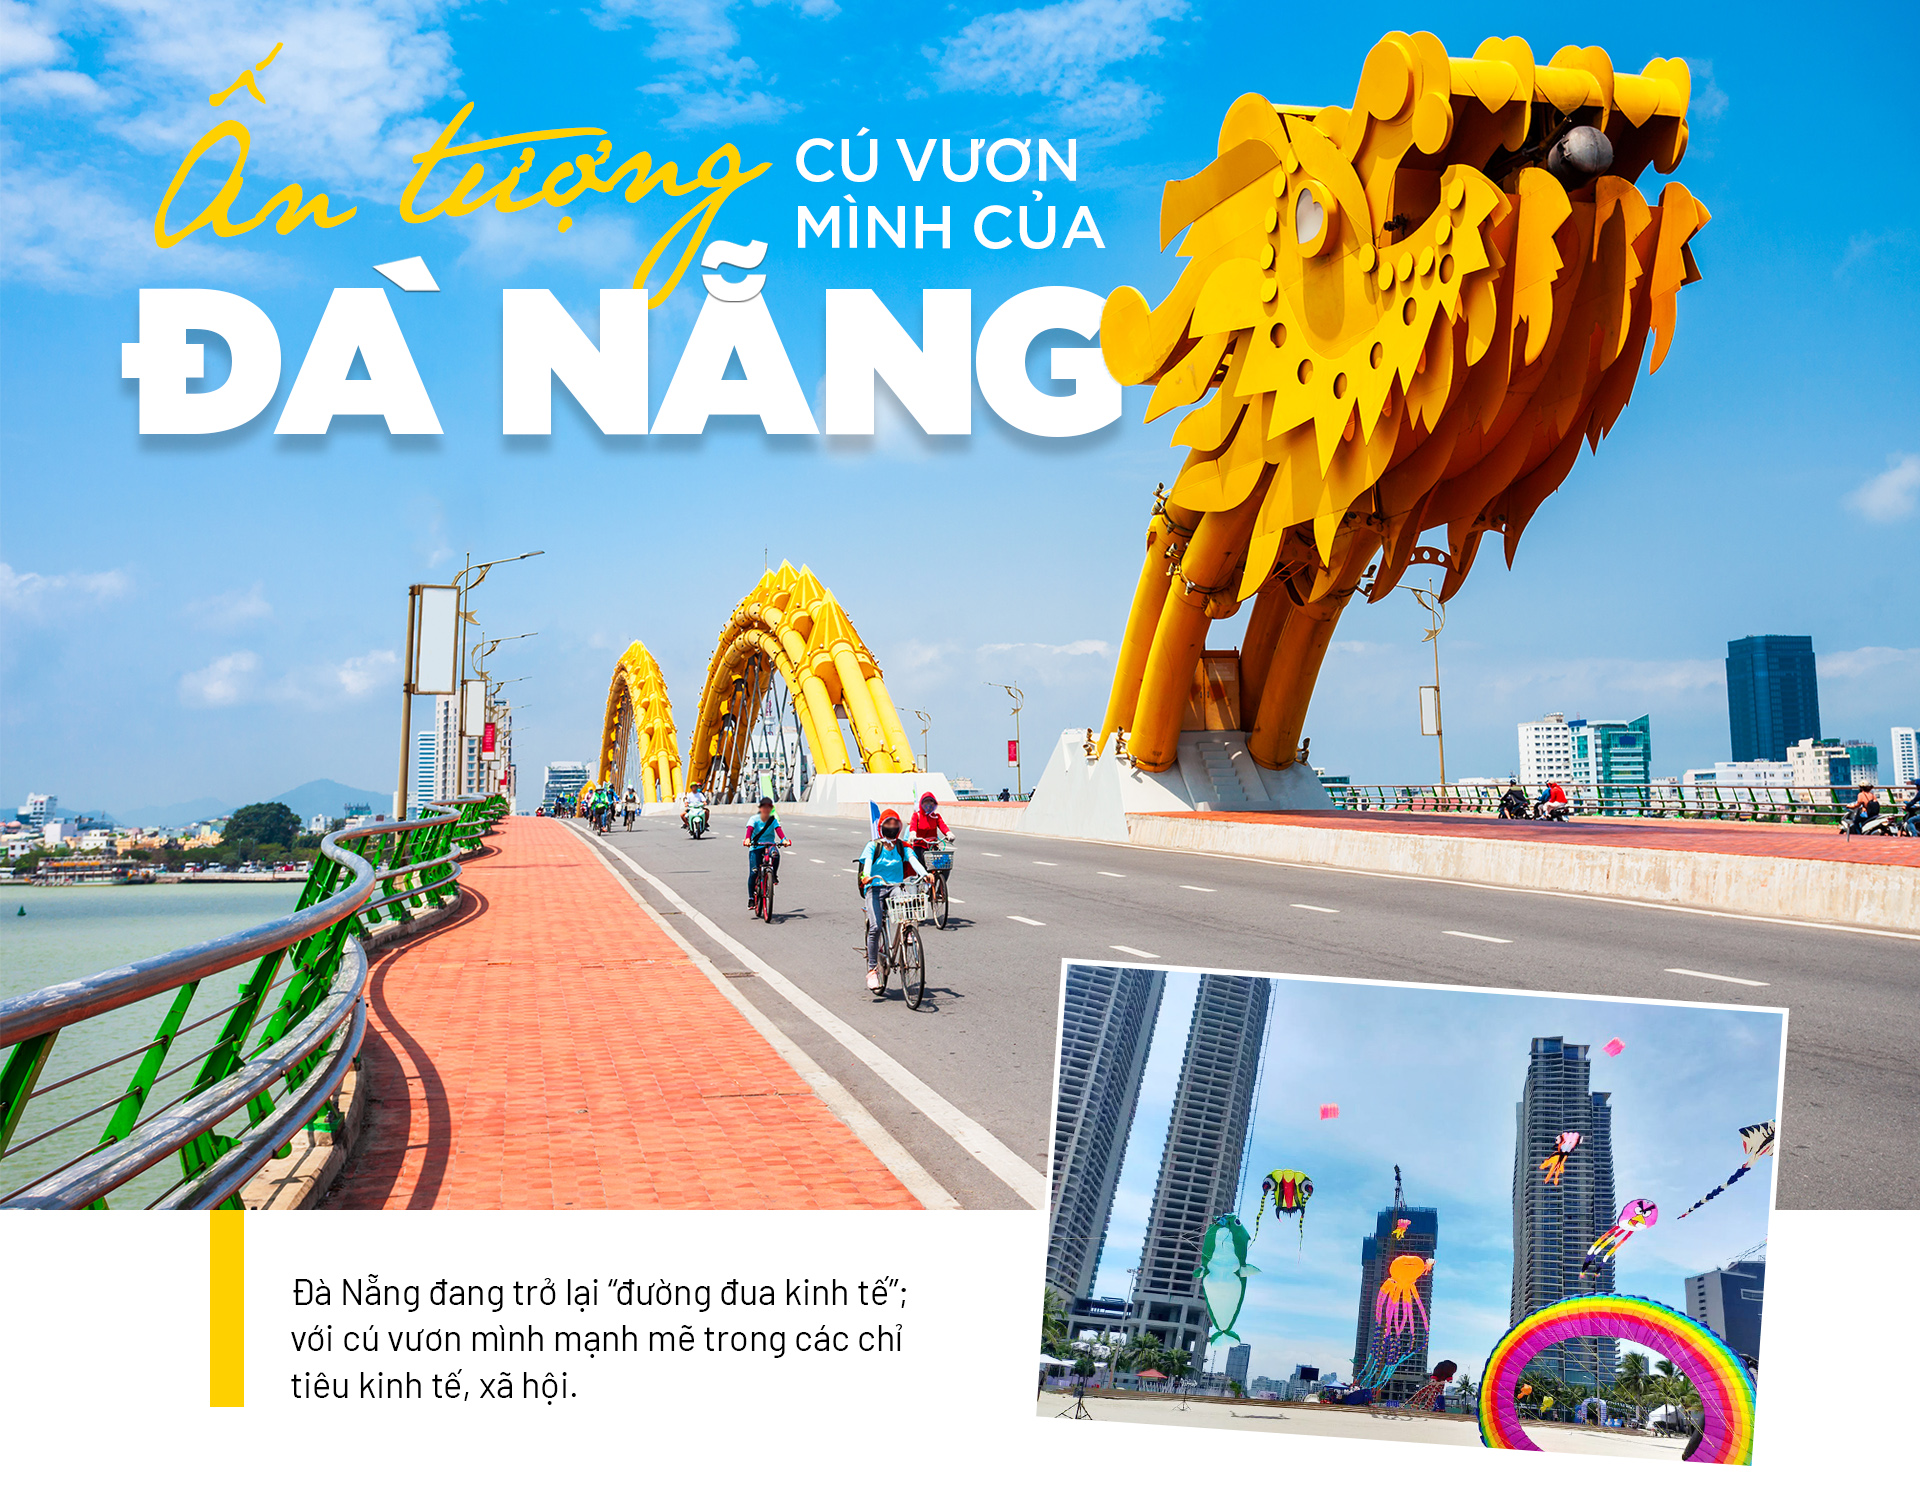 Ấn tượng
CÚ VƯƠN
MÌNH CỦA
ĐÀ NẴNG
Đà Nẵng đang trở lại “đường đua kinh tế”;
với cú vươn mình mạnh mẽ trong các chỉ
tiêu kinh tế, xã hội.